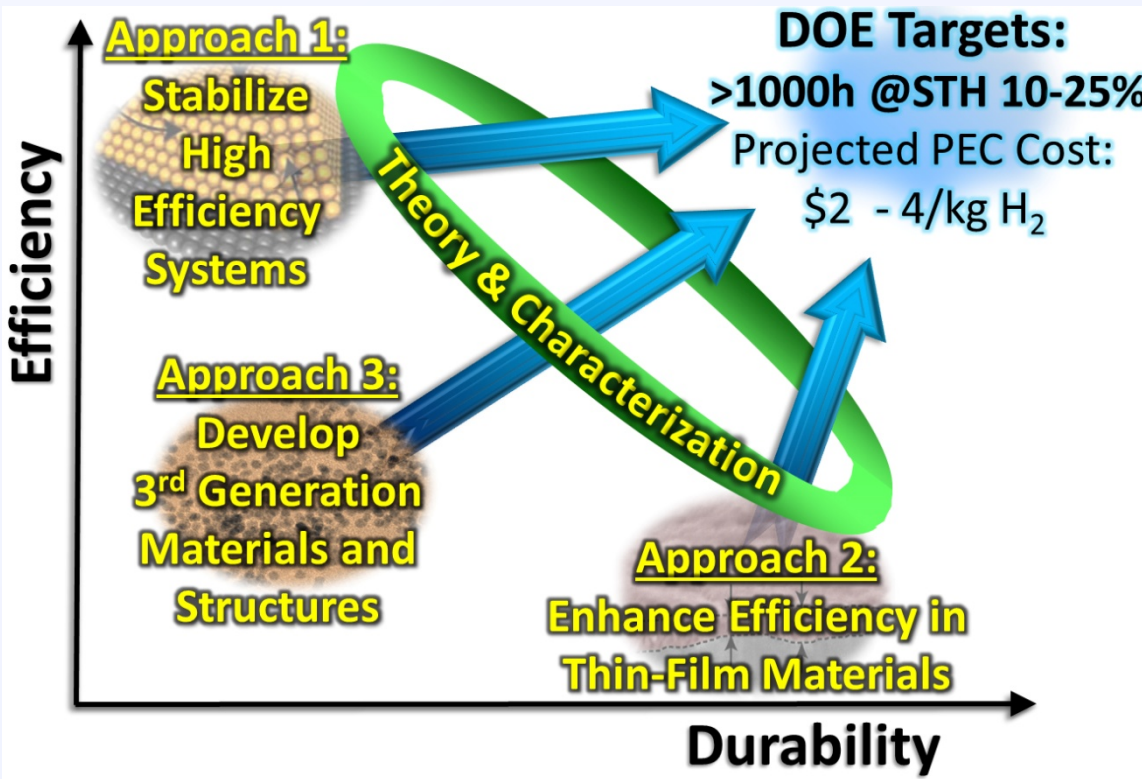 Approach 1:
Stabilize
High
Efficiency
Systems
DOE Targets:
>1000h @STH 10-25%
Projected PEC Cost:
$2 - 4/kg H₂
Efficiency
Theory & Characterization
Approach 3:
Develop
3rd Generation
Materials and
Structures
Approach 2:
Enhance Efficiency in
Thin-Film Materials
Durability